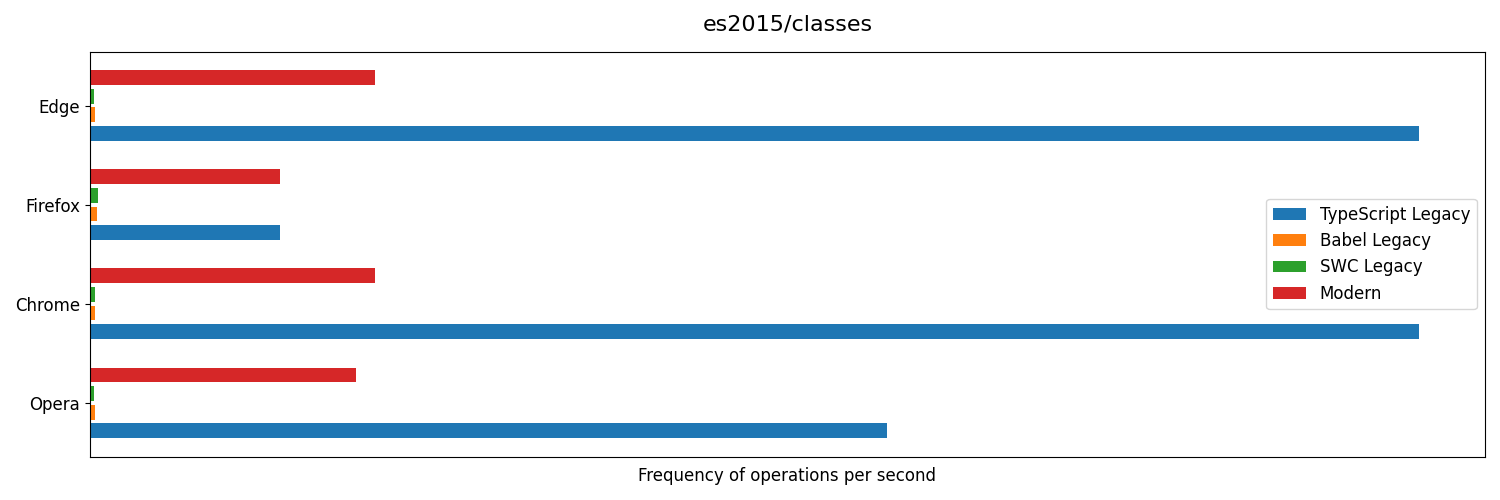 es2015/classes
Edge
Firefox
Chrome
Opera
TypeScript Legacy
Babel Legacy
SWC Legacy
Modern
Frequency of operations per second